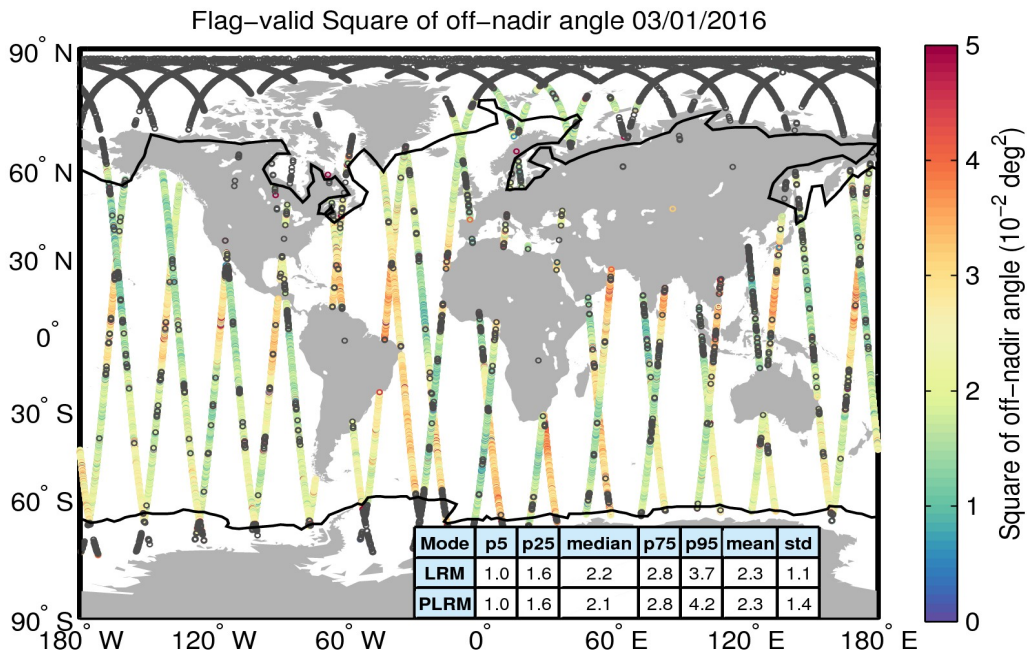 Flag−valid Square of off−nadir angle 03/01/2016
90° N
60° N
30° N
0°
30° S
60° S
90° S
180° W
120° W
60° W
0°
60° E
120° E
180° E
Mode p5 p25 median p75 p95 mean std
LRM 1.0 1.6 2.2 2.8 3.7 2.3 1.1
PLRM 1.0 1.6 2.1 2.8 4.2 2.3 1.4
5
4
3
2
1
0
Square of off−nadir angle (10⁻² deg²)